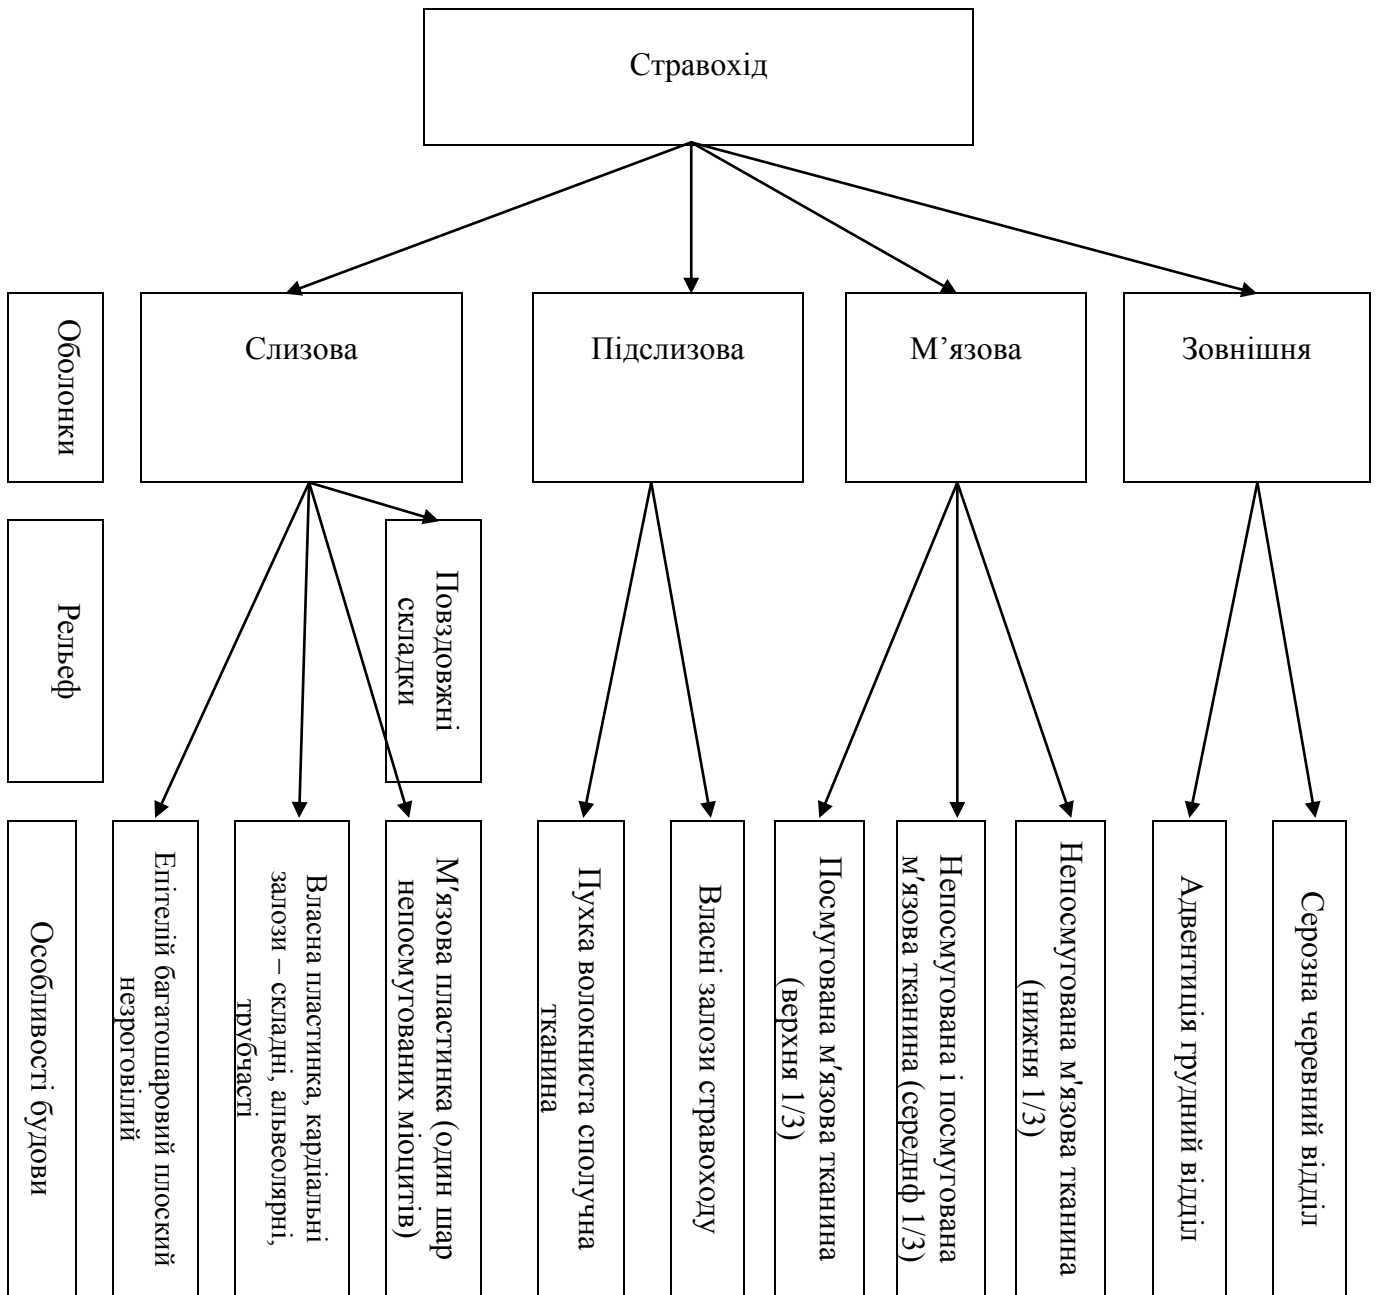 Стравохід
Оболонки
Слизова
Підслизова
М’язова
Зовнішня
Рельеф
Повздовжні
складки
Особливості будови
Епітелій багатошаровий плоский
незроговілий
Власна пластинка, кардіальні
залози – складні, альвеолярні,
трубчасті
М'язова пластинка (один шар
непосмугованих міоцитів)
Пухка волокниста сполучна
тканина
Власні залози стравоходу
Посмугована м'язова тканина
(верхня 1/3)
Непосмугована і посмугована
м'язова тканина (середнф 1/3)
Непосмугована м'язова тканина
(нижня 1/3)
Адвентиція грудний відділ
Серозна черевний відділ